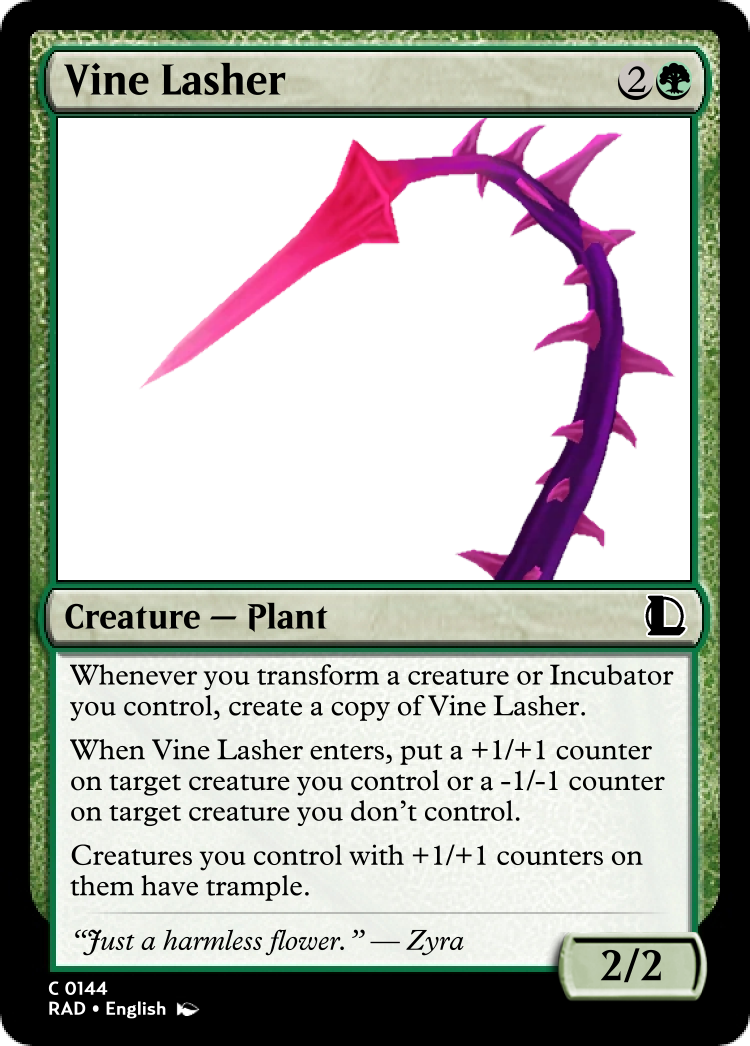 Vine Lasher 2
Creature — Plant
Whenever you transform a creature or Incubator
you control, create a copy of Vine Lasher.
When Vine Lasher enters, put a +1/+1 counter
on target creature you control or a -1/-1 counter
on target creature you don't control.
Creatures you control with +1/+1 counters on
them have trample.
“Just a harmless flower.” — Zyra
2/2
C 0144
RAD • English